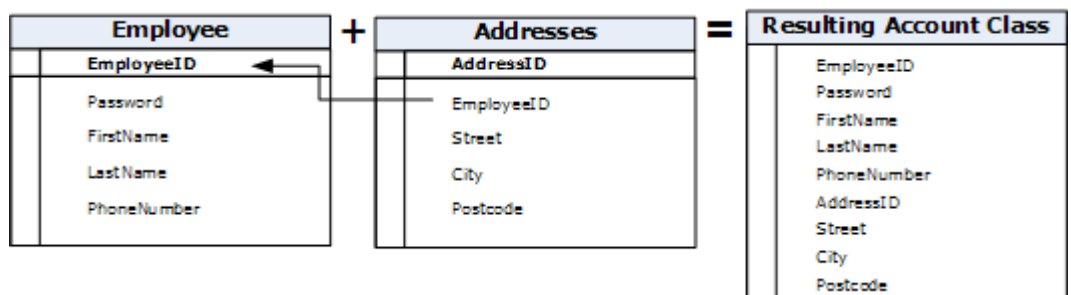 Employee
EmployeeID
Password
FirstName
LastName
PhoneNumber
+
Addresses
AddressID
EmployeeID
Street
City
Postcode
=
Resulting Account Class
EmployeeID
Password
FirstName
LastName
PhoneNumber
AddressID
Street
City
Postcode